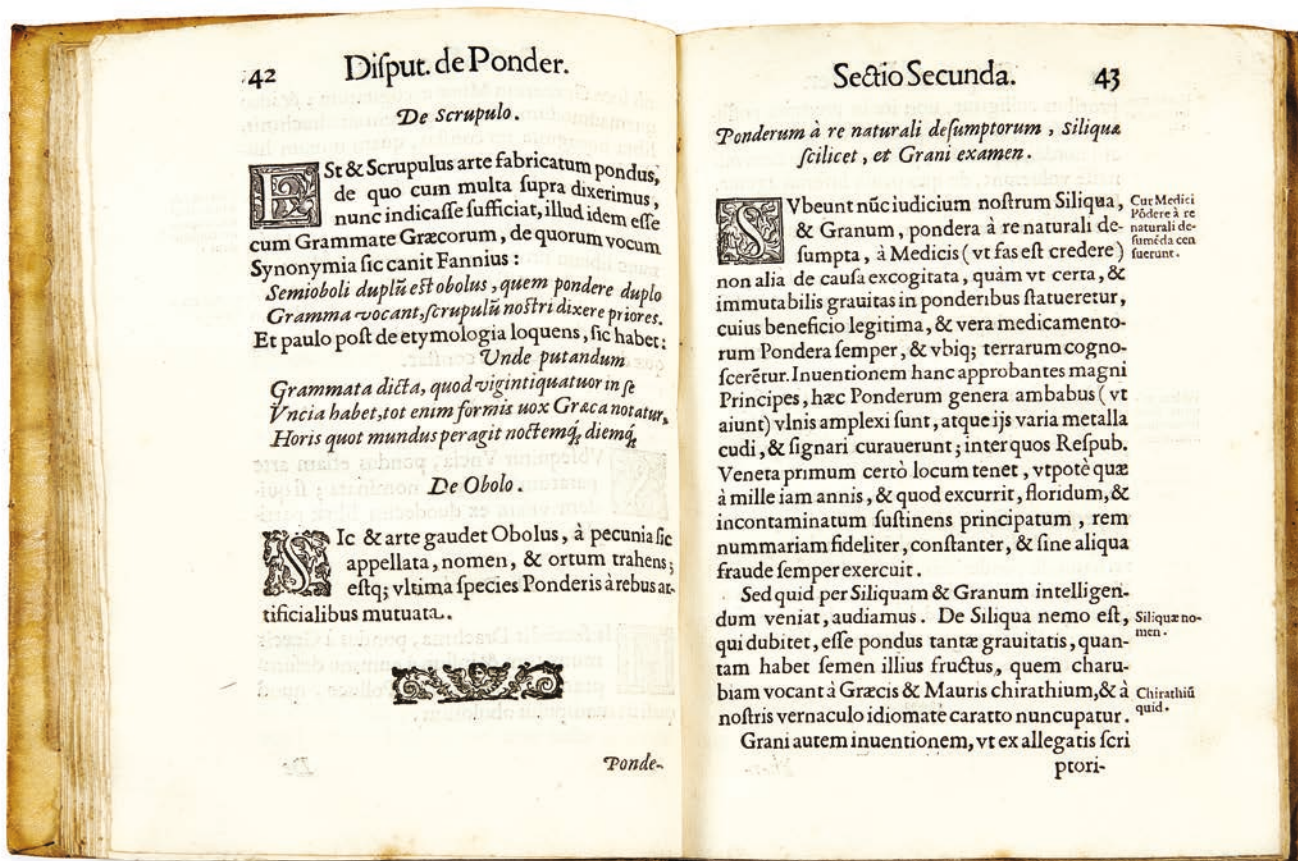 42 Diſput. de Ponder.
De Scrupulo.
ESt & Scrupulus arte fabricatum pondus,
de quo cum multa ſupra dixerimus,
nunc indicaſſe ſufficiat, illud idem eſſe
cum Grammate Græcorum, de quorum vocum
Synonymia ſic canit Fannius:
Semioboli duplũ eſt obolus, quem pondere duplo
Gramma vocant, ſcrupulũ noſtri dixere priores.
Et paulo poſt de etymologia loquens, ſic habet:
Unde putandum
Grammata dicta, quod vigintiquatuor in ſe
Vncia habet, tot enim formis uox Græca notatur,
Horis quot mundus peragit noctemq́; diemq́;
De Obolo.
SIc & arte gaudet Obolus, à pecunia ſic
appellata, nomen, & ortum trahens;
eſtq; vltima ſpecies Ponderis à rebus ar-
tificialibus mutuata.
Ponde-
Sectio Secunda. 43
Ponderum à re naturali deſumptorum, Siliquæ
ſcilicet, et Grani examen.
SVbeunt nũc iudicium noſtrum Siliqua,
& Granum, pondera à re naturali de-
ſumpta, à Medicis (vt fas eſt credere)
non alia de cauſa excogitata, quàm vt certa, &
immutabilis grauitas in ponderibus ſtatueretur,
cuius beneficio legitima, & vera medicamento-
rum Pondera ſemper, & vbiq; terrarum cogno-
ſcerẽtur. Inuentionem hanc approbantes magni
Principes, hæc Ponderum genera ambabus (vt
aiunt) vlnis amplexi ſunt, atque ijs varia metalla
cudi, & ſignari curauerunt; inter quos Reſpub.
Veneta primum certò locum tenet, vtpotè quæ
à mille iam annis, & quod excurrit, floridum, &
incontaminatum ſuſtinens principatum, rem
nummariam fideliter, conſtanter, & ſine aliqua
fraude ſemper exercuit.
Sed quid per Siliquam & Granum intelligen-
dum veniat, audiamus. De Siliqua nemo eſt,
qui dubitet, eſſe pondus tantæ grauitatis, quan-
tam habet ſemen illius fructus, quem charu-
biam vocant à Græcis & Mauris chirathium, & à
noſtris vernaculo idiomate caratto nuncupatur.
Grani autem inuentionem, vt ex allegatis ſcri
ptori-
Cur Medici
Põdere à re
naturali de-
ſumẽda cen
ſuerunt.
Siliquæ no-
men.
Chirathiũ
quid.